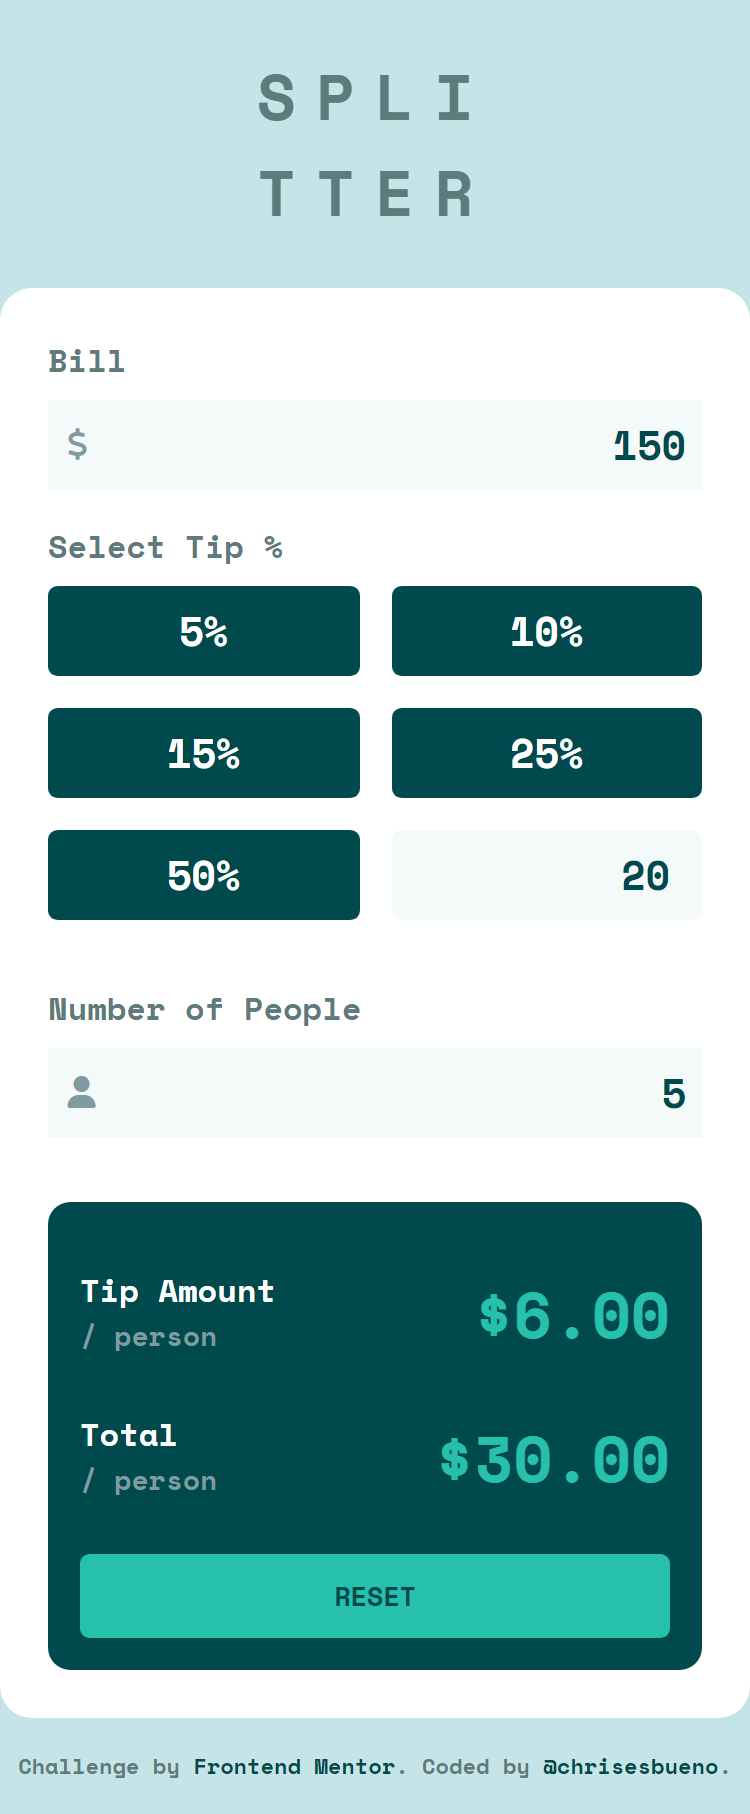 SPLI
TTER
Bill
$ 150
Select Tip %
5% 10%
15% 25%
50% 20
Number of People
5
Tip Amount
/ person
$6.00
Total
/ person
$30.00
RESET
Challenge by Frontend Mentor. Coded by @chrisesbueno.